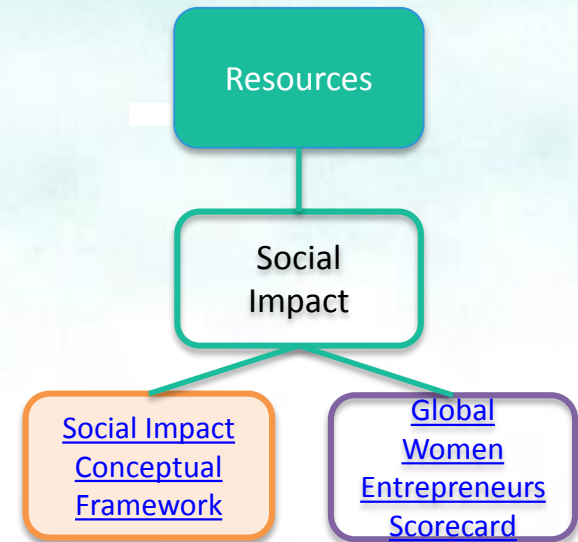 Resources
Social
Impact
Social Impact
Conceptual
Framework
Global
Women
Entrepreneurs
Scorecard